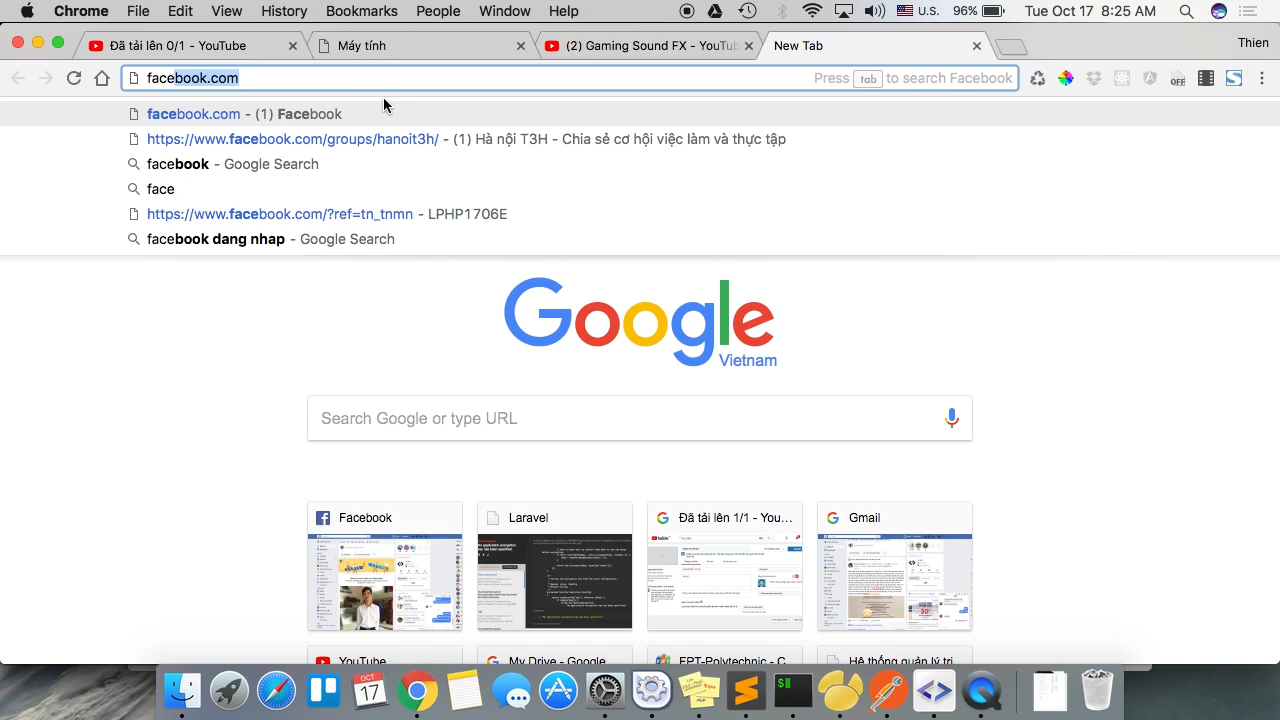 Chrome File Edit View History Bookmarks People Window Help U.S. 96% Tue Oct 17 8:25 AM
Đã tải lên 0/1 - YouTube Máy tính (2) Gaming Sound FX - YouTub New Tab Thien
facebook.com Press tab to search Facebook OFF
facebook.com - (1) Facebook
https://www.facebook.com/groups/hanoit3h/ - (1) Hà nội T3H - Chia sẻ cơ hội việc làm và thực tập
facebook - Google Search
face
https://www.facebook.com/?ref=tn_tnmn - LPHP1706E
facebook dang nhap - Google Search
Google
Vietnam
Search Google or type URL
Facebook Laravel Đã tải lên 1/1 - You... Gmail
YouTube My Drive - Google FPT-Polytechnic - C Hệ thống quản lý tri
OCT
17